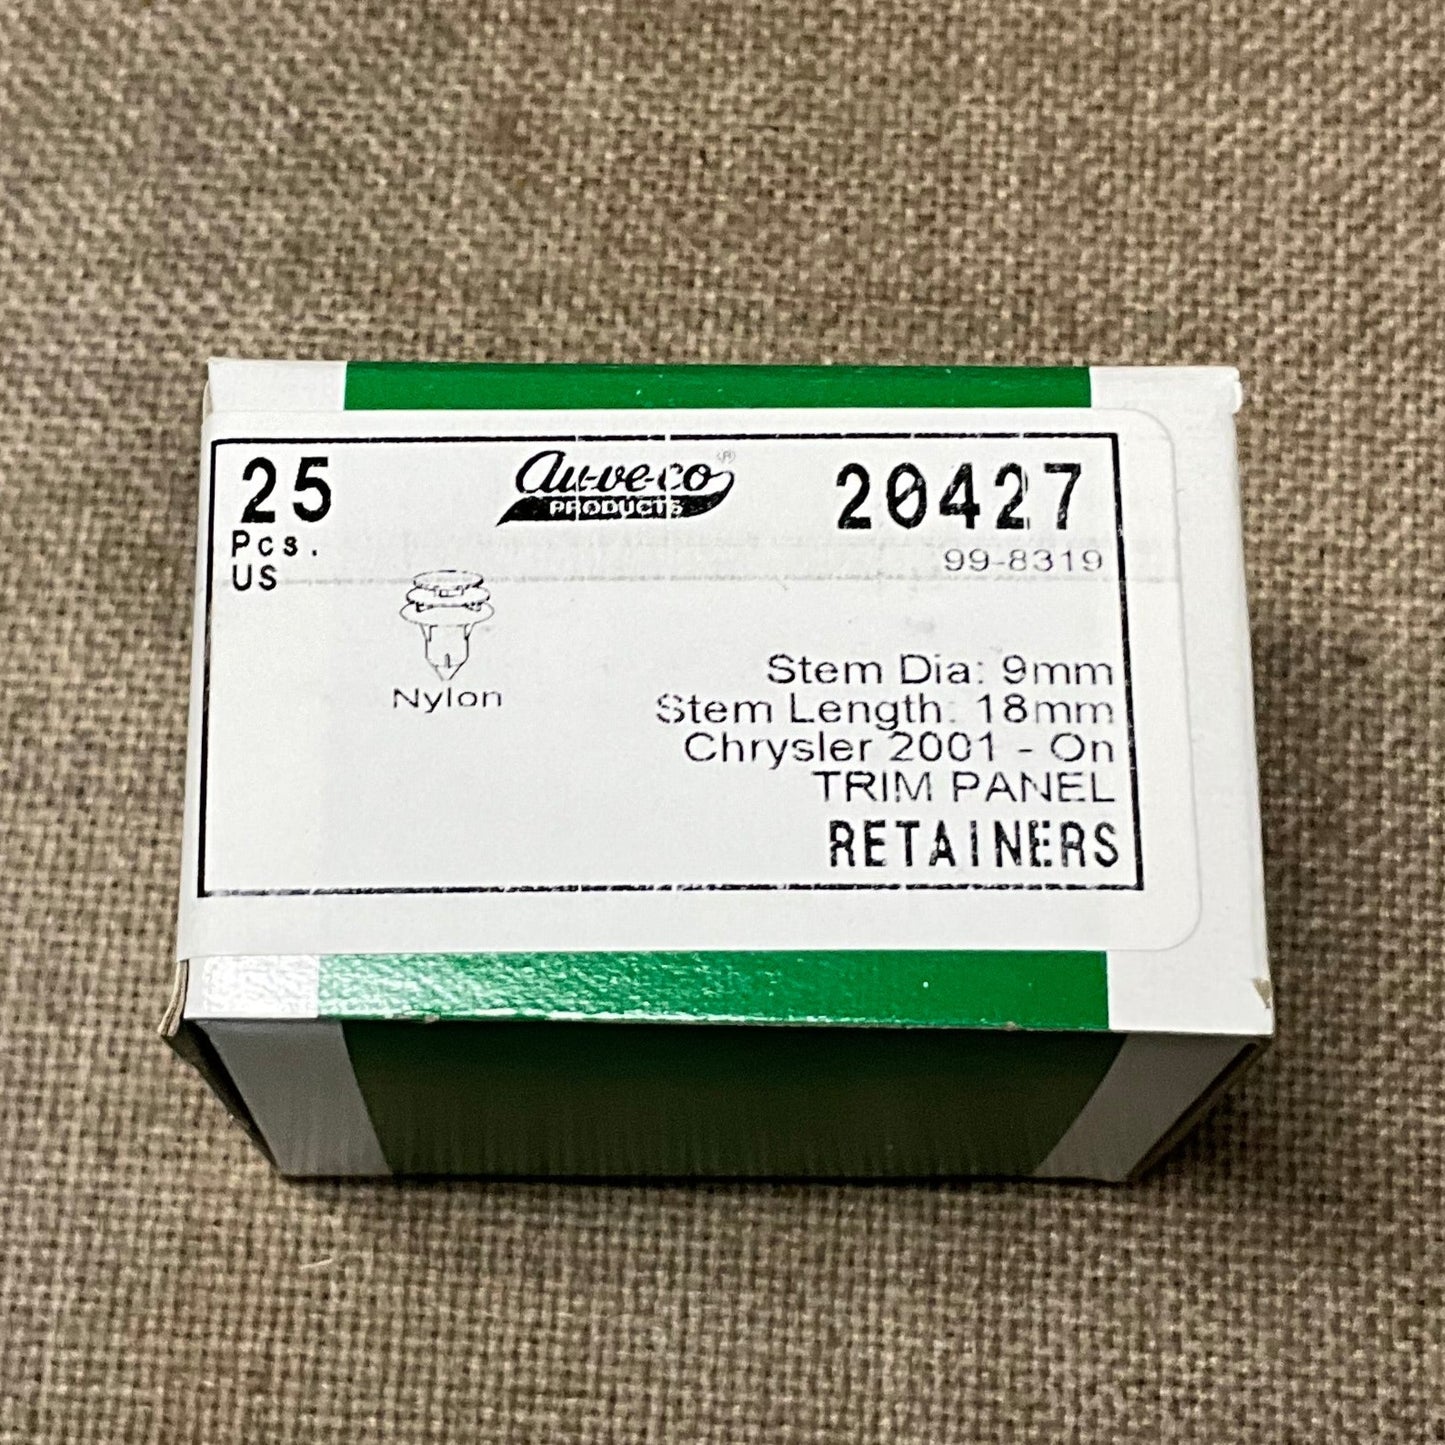 25
Pcs.
US
au-ve-co®
PRODUCTS
20427
99-8319
Nylon
Stem Dia: 9mm
Stem Length: 18mm
Chrysler 2001 - On
TRIM PANEL
RETAINERS